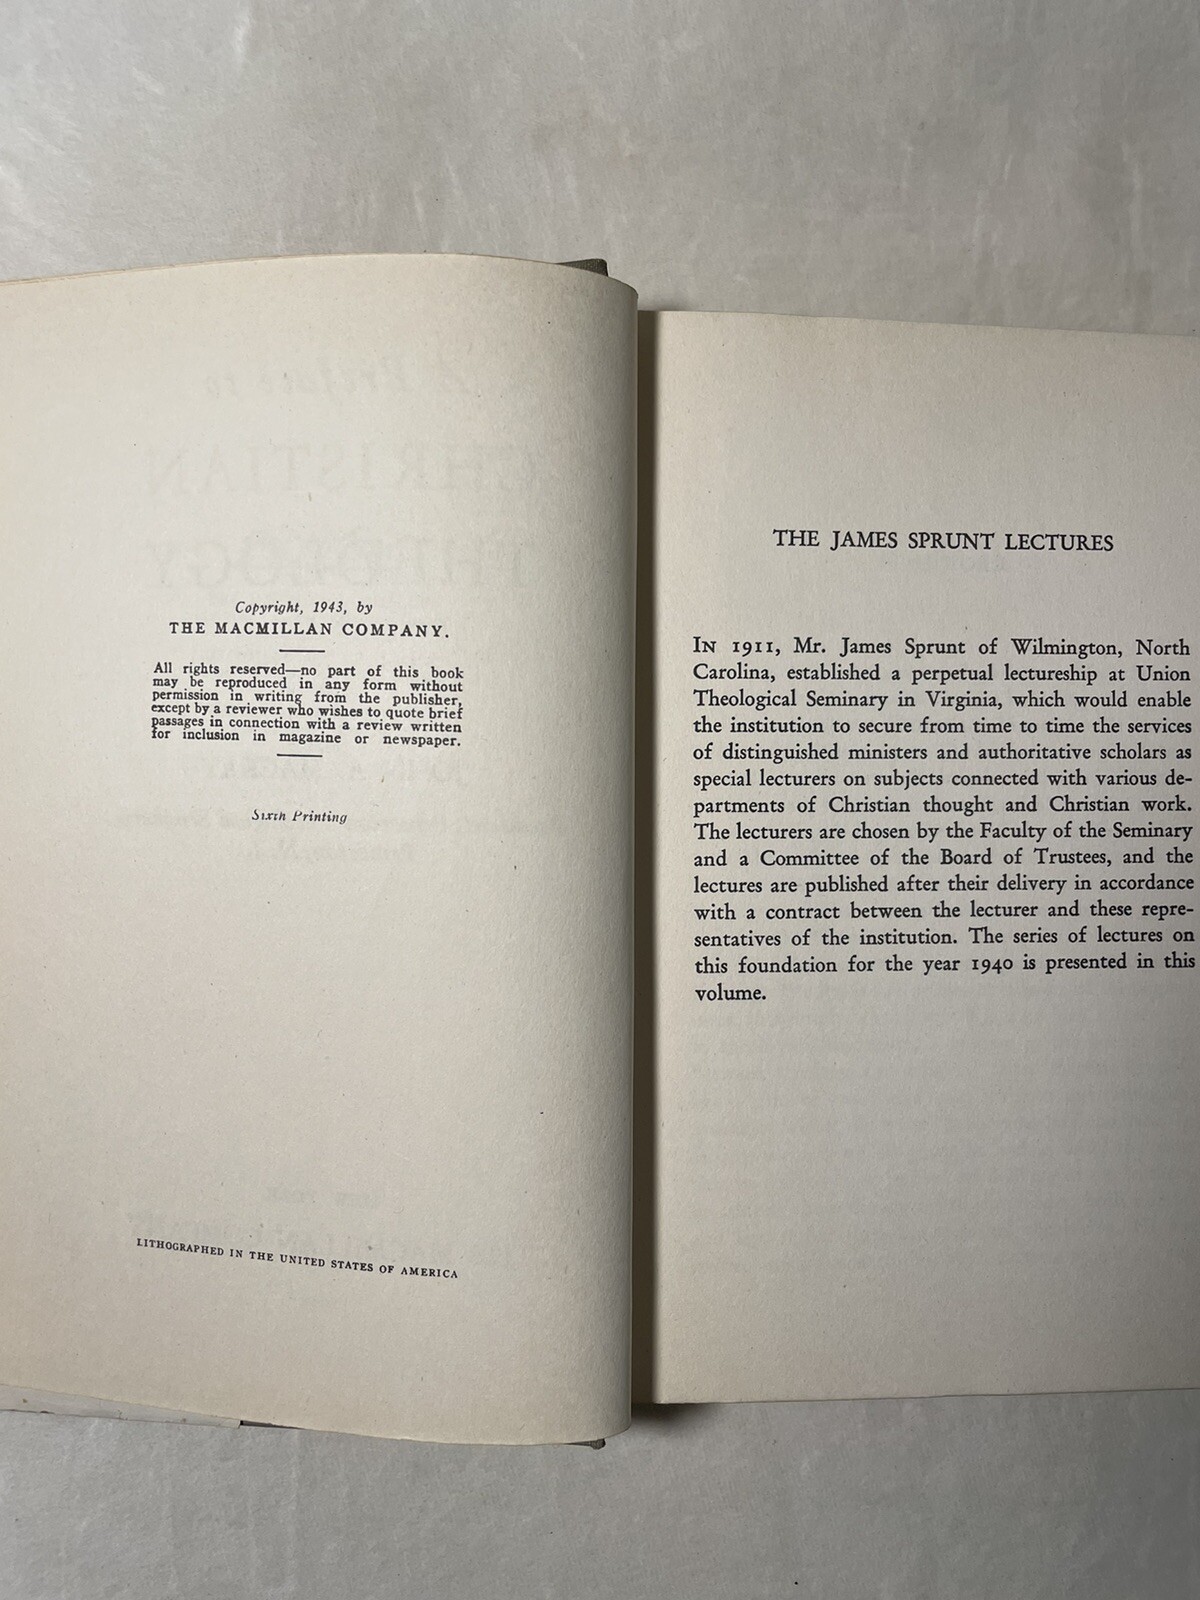 Copyright, 1943, by
THE MACMILLAN COMPANY.
All rights reserved—no part of this book
may be reproduced in any form without
permission in writing from the publisher,
except by a reviewer who wishes to quote brief
passages in connection with a review written
for inclusion in magazine or newspaper.
Sixth Printing
LITHOGRAPHED IN THE UNITED STATES OF AMERICA
THE JAMES SPRUNT LECTURES
IN 1911, Mr. James Sprunt of Wilmington, North
Carolina, established a perpetual lectureship at Union
Theological Seminary in Virginia, which would enable
the institution to secure from time to time the services
of distinguished ministers and authoritative scholars as
special lecturers on subjects connected with various de-
partments of Christian thought and Christian work.
The lecturers are chosen by the Faculty of the Seminary
and a Committee of the Board of Trustees, and the
lectures are published after their delivery in accordance
with a contract between the lecturer and these repre-
sentatives of the institution. The series of lectures on
this foundation for the year 1940 is presented in this
volume.